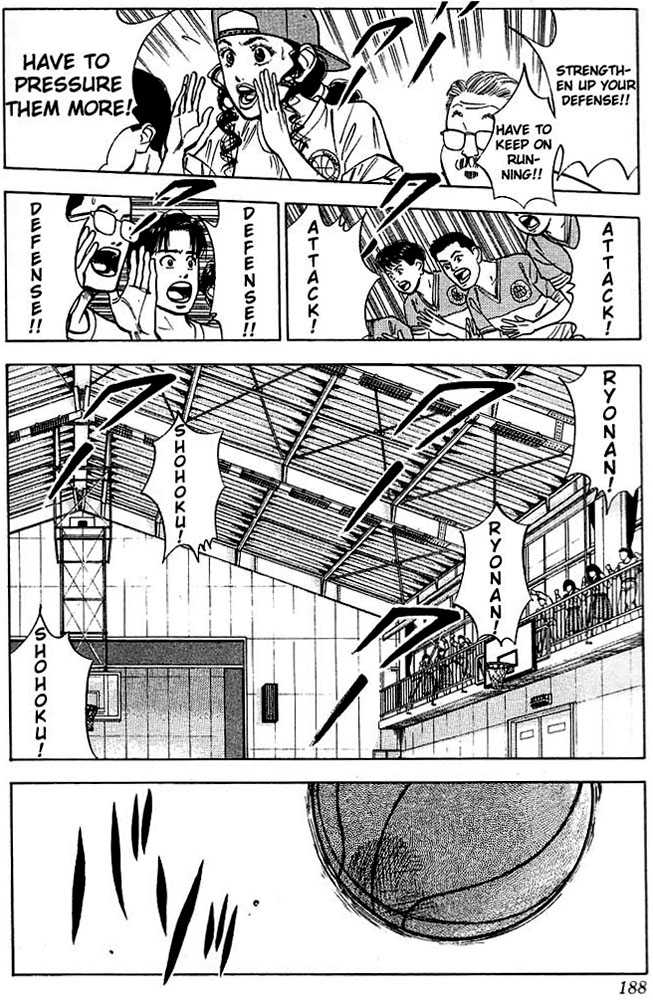 STRENGTH-
EN UP YOUR
DEFENSE!!
HAVE TO
KEEP ON
RUN-
NING!!
HAVE TO
PRESSURE
THEM MORE!
ATTACK!
ATTACK!
DEFENSE!!
DEFENSE!!
RYONAN!
RYONAN!
SHOHOKU!
SHOHOKU!
188